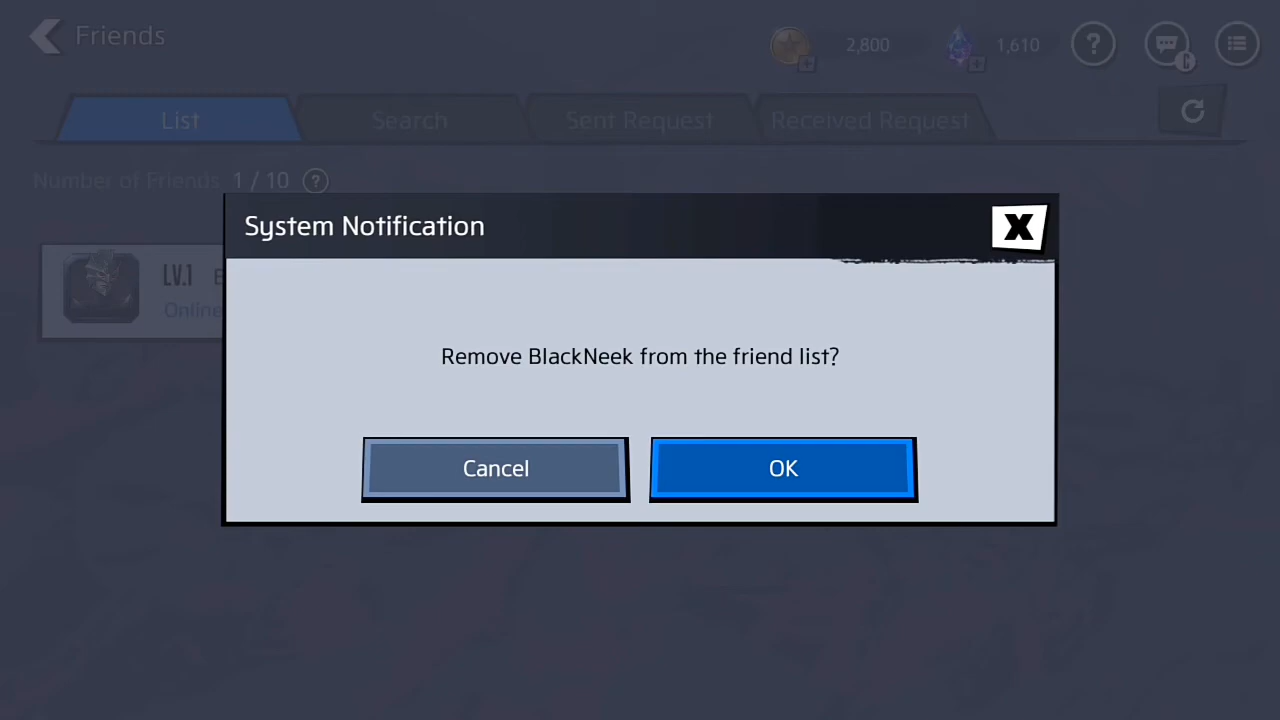 Friends
2,800
1,610
List
Search
Sent Request
Received Request
Number of Friends 1 / 10
System Notification
X
LV.1
Online
Remove BlackNeek from the friend list?
Cancel
OK